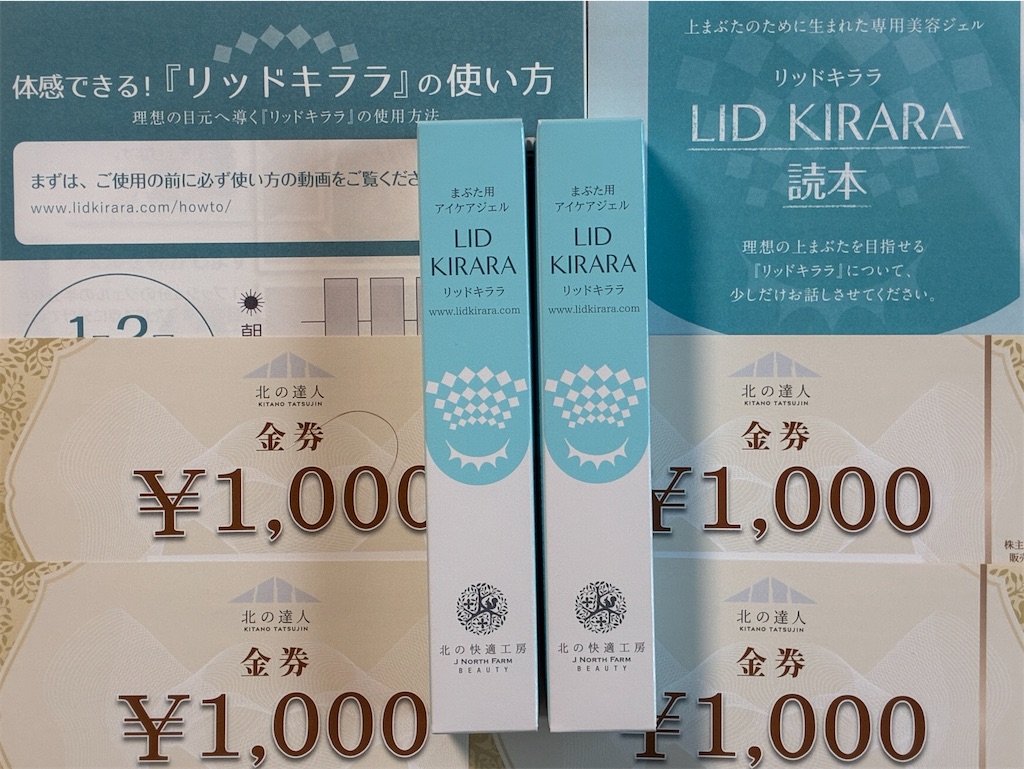 体感できる!『リッドキララ』の使い方
理想の目元へ導く『リッドキララ』の使用方法
まずは、ご使用の前に必ず使い方の動画をご覧くださ
www.lidkirara.com/howto/
1-2
朝
上まぶたのために生まれた専用美容ジェル
リッドキララ
LID KIRARA
読本
理想の上まぶたを目指せる
『リッドキララ』について、
少しだけお話しさせてください。
まぶた用
アイケアジェル
LID
KIRARA
リッドキララ
www.lidkirara.com
北の快適工房
J NORTH FARM
BEAUTY
まぶた用
アイケアジェル
LID
KIRARA
リッドキララ
www.lidkirara.com
北の快適工房
J NORTH FARM
BEAUTY
北の達人
KITANO TATSUJIN
金券
¥1,000
北の達人
KITANO TATSUJIN
金券
¥1,000
株主
販売
北の達人
KITANO TATSUJIN
金券
¥1,000
北の達人
KITANO TATSUJIN
金券
¥1,000